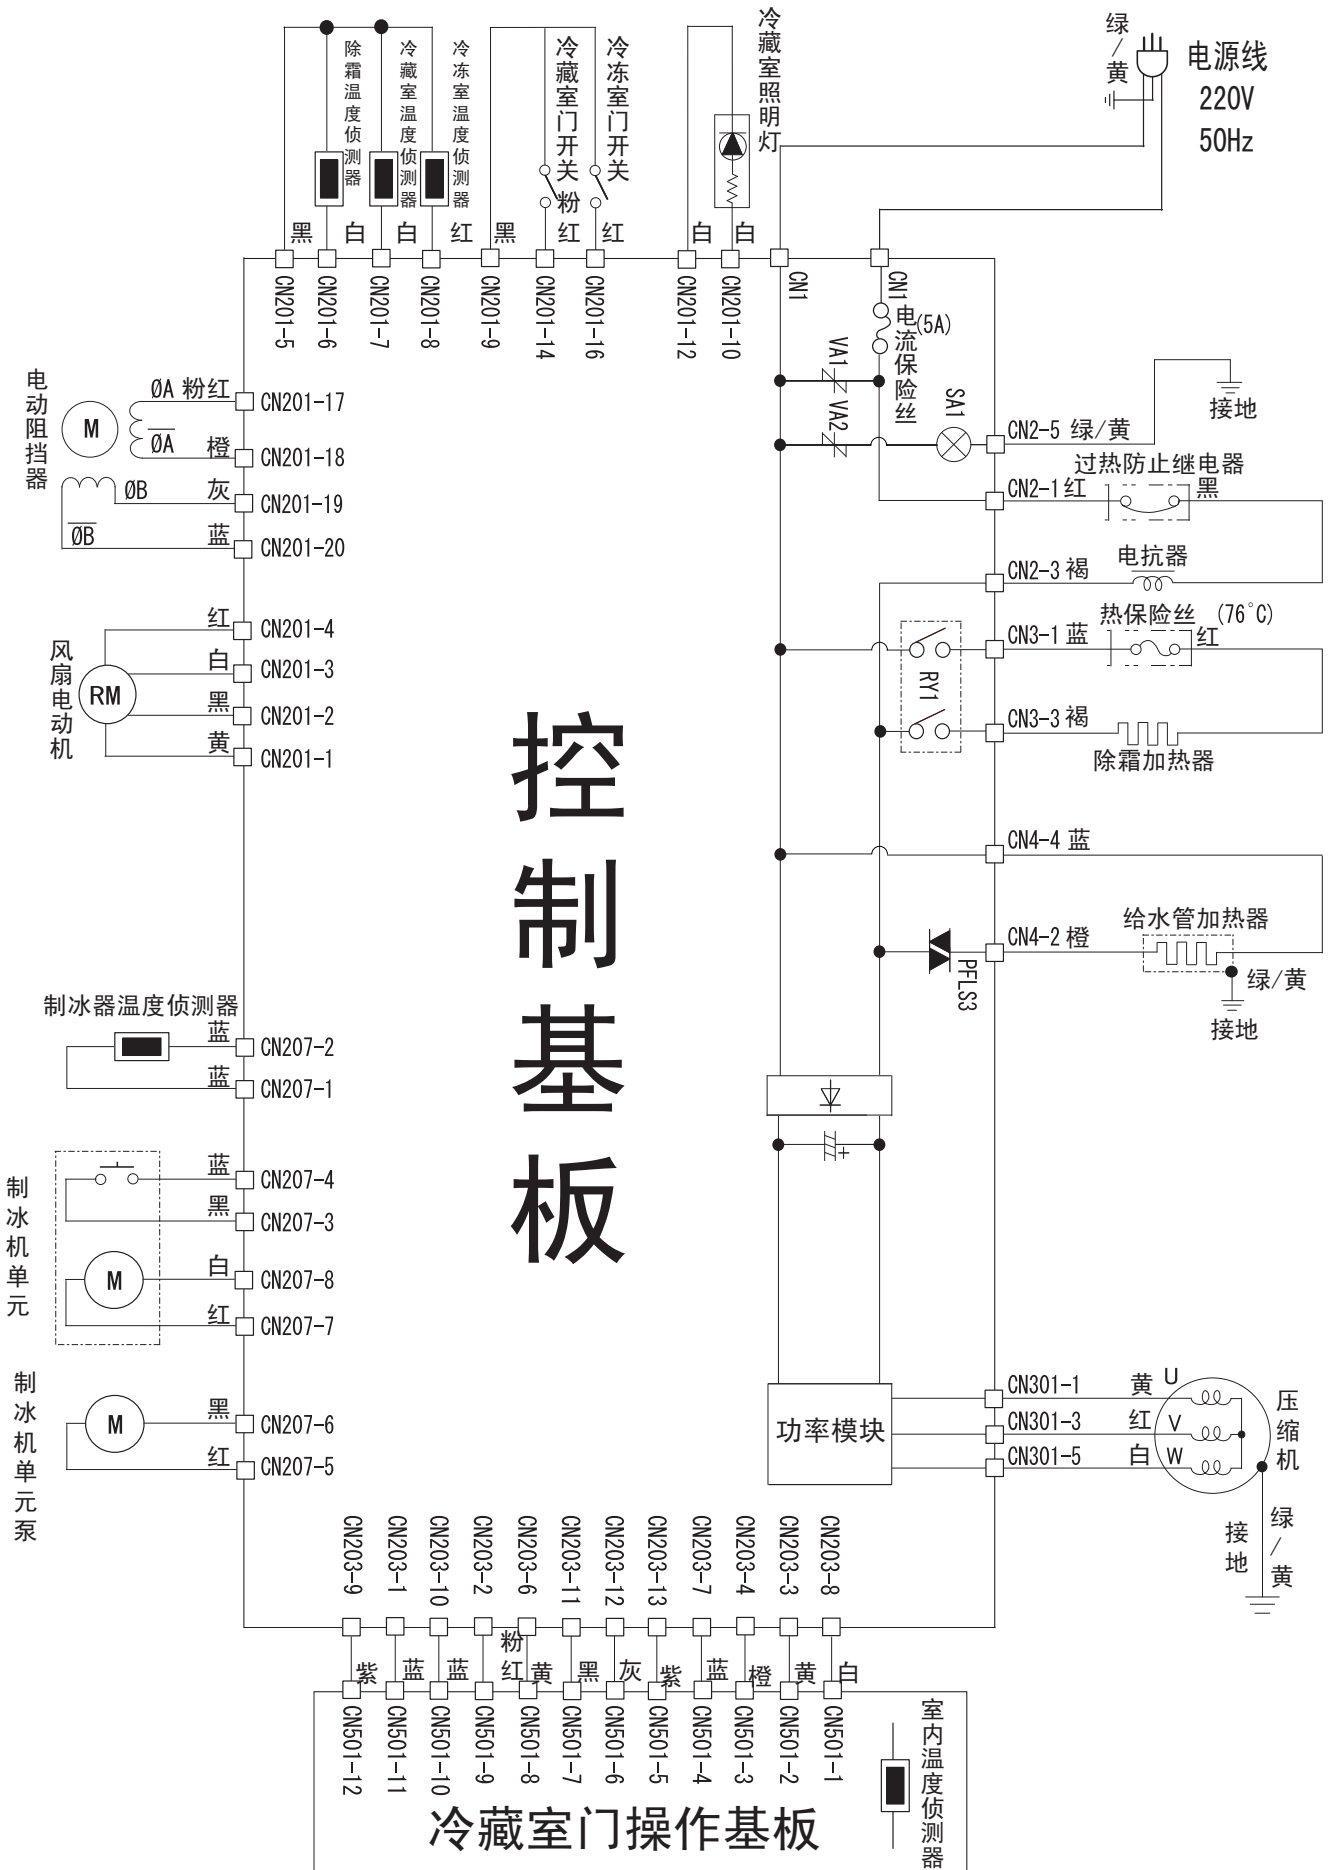 除霜温度侦测器
冷藏室温度侦测器
冷冻室温度侦测器
冷藏室门开关
冷冻室门开关
冷藏室照明灯
绿/黄
电源线
220V
50Hz
黑
白
白
红
黑
粉红
红
白
白
CN201-5
CN201-6
CN201-7
CN201-8
CN201-9
CN201-14
CN201-16
CN201-12
CN201-10
CN1
CN1
电流保险丝
(5A)
VA1
VA2
SA1
电动阻挡器
M
ØA 粉红
CN201-17
ØA
橙
CN201-18
ØB
灰
CN201-19
ØB
蓝
CN201-20
风扇电动机
RM
红
CN201-4
白
CN201-3
黑
CN201-2
黄
CN201-1
CN2-5 绿/黄
接地
过热防止继电器
CN2-1 红
黑
电抗器
CN2-3 褐
热保险丝 (76°C)
CN3-1 蓝
红
RY1
CN3-3 褐
除霜加热器
CN4-4 蓝
给水管加热器
CN4-2 橙
PFLS3
绿/黄
接地
控制基板
制冰器温度侦测器
蓝
CN207-2
蓝
CN207-1
制冰机单元
蓝
CN207-4
黑
CN207-3
M
白
CN207-8
红
CN207-7
制冰机单元泵
M
黑
CN207-6
红
CN207-5
+
功率模块
CN301-1 黄 U
CN301-3 红 V
CN301-5 白 W
压缩机
接地
绿/黄
CN203-9
CN203-1
CN203-10
CN203-2
CN203-6
CN203-11
CN203-12
CN203-13
CN203-7
CN203-4
CN203-3
CN203-8
紫
蓝
蓝
粉红
黄
黑
灰
紫
蓝
橙
黄
白
CN501-12
CN501-11
CN501-10
CN501-9
CN501-8
CN501-7
CN501-6
CN501-5
CN501-4
CN501-3
CN501-2
CN501-1
室内温度侦测器
冷藏室门操作基板